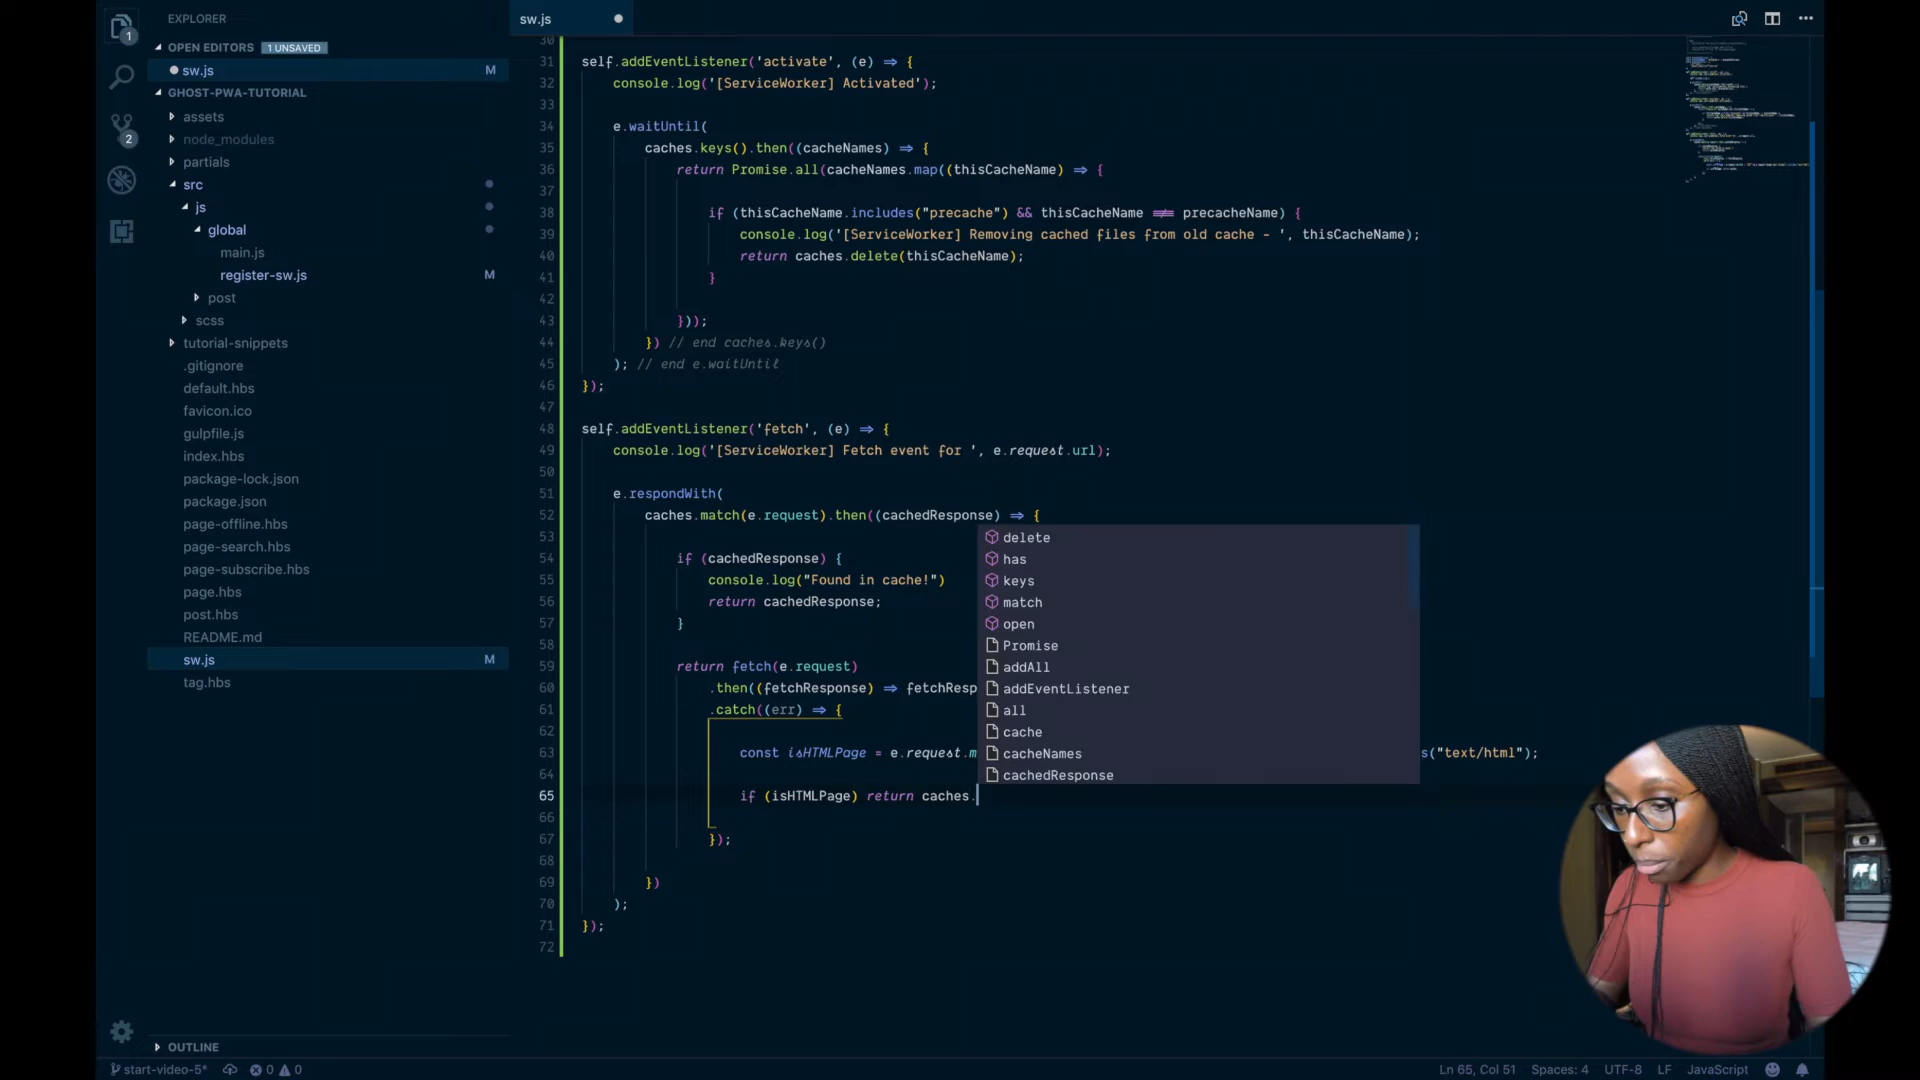 EXPLORER
OPEN EDITORS 1 UNSAVED
sw.js M
GHOST-PWA-TUTORIAL
assets
node_modules
partials
src
js
global
main.js
register-sw.js M
post
scss
tutorial-snippets
.gitignore
default.hbs
favicon.ico
gulpfile.js
index.hbs
package-lock.json
package.json
page-offline.hbs
page-search.hbs
page-subscribe.hbs
page.hbs
post.hbs
README.md
sw.js M
tag.hbs
OUTLINE
1
2
sw.js
30
31 self.addEventListener('activate', (e) => {
32 console.log('[ServiceWorker] Activated');
33
34 e.waitUntil(
35 caches.keys().then((cacheNames) => {
36 return Promise.all(cacheNames.map((thisCacheName) => {
37
38 if (thisCacheName.includes("precache") && thisCacheName !== precacheName) {
39 console.log('[ServiceWorker] Removing cached files from old cache - ', thisCacheName);
40 return caches.delete(thisCacheName);
41 }
42
43 }));
44 }) // end caches.keys()
45 ); // end e.waitUntil
46 });
47
48 self.addEventListener('fetch', (e) => {
49 console.log('[ServiceWorker] Fetch event for ', e.request.url);
50
51 e.respondWith(
52 caches.match(e.request).then((cachedResponse) => {
53
54 if (cachedResponse) {
55 console.log("Found in cache!")
56 return cachedResponse;
57 }
58
59 return fetch(e.request)
60 .then((fetchResponse) => fetchResp
61 .catch((err) => {
62
63 const isHTMLPage = e.request.m s("text/html");
64
65 if (isHTMLPage) return caches.
66
67 });
68
69 })
70 );
71 });
72
delete
has
keys
match
open
Promise
addAll
addEventListener
all
cache
cacheNames
cachedResponse
start-video-5* 0 0 Ln 65, Col 51 Spaces: 4 UTF-8 LF JavaScript